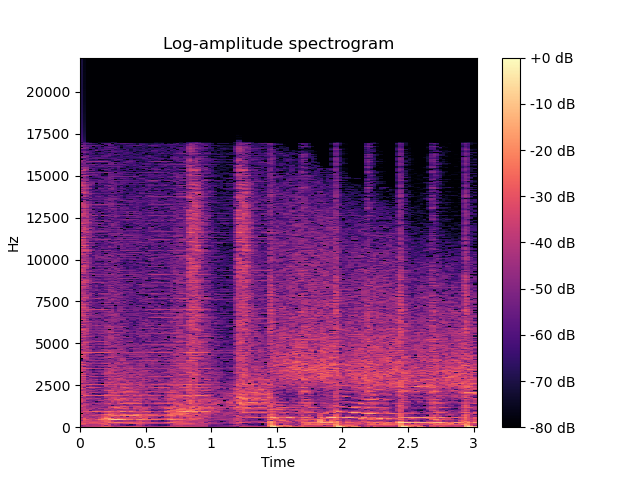 Log-amplitude spectrogram
20000
17500
15000
12500
10000
7500
5000
2500
0
Hz
0 0.5 1 1.5 2 2.5 3
Time
+0 dB
-10 dB
-20 dB
-30 dB
-40 dB
-50 dB
-60 dB
-70 dB
-80 dB